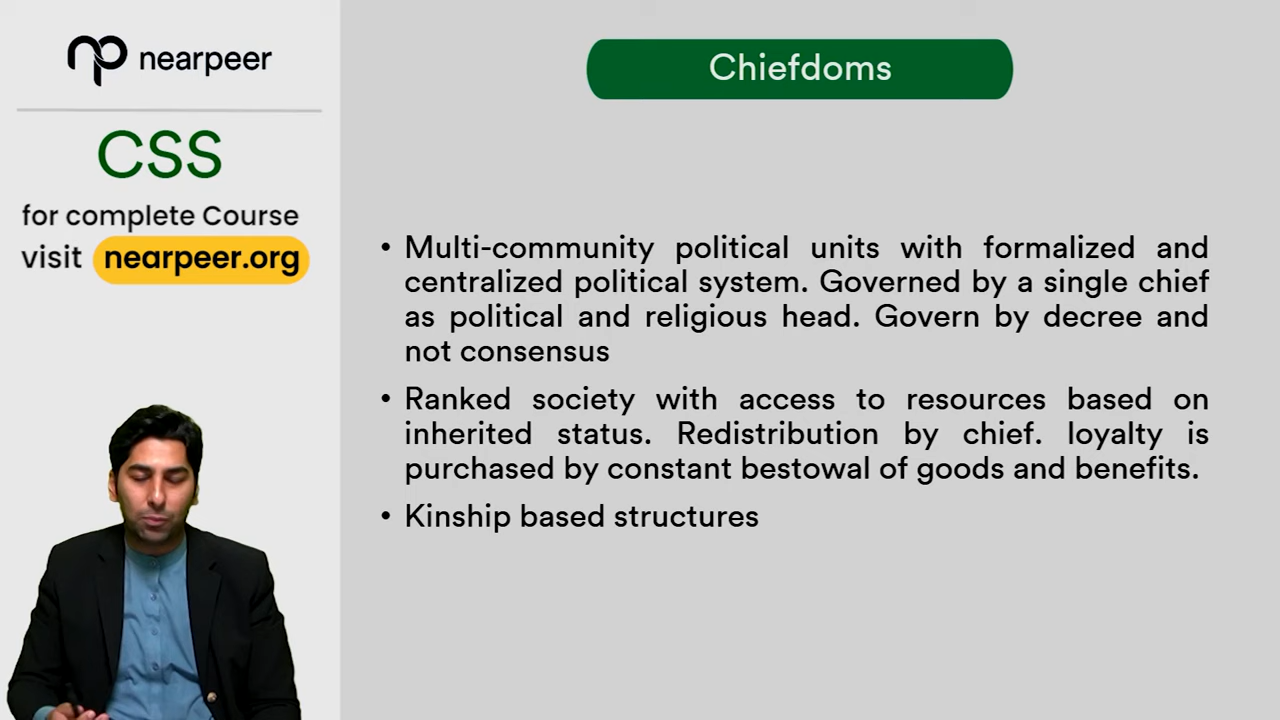 nearpeer
CSS
for complete Course
visit nearpeer.org
Chiefdoms
• Multi-community political units with formalized and
centralized political system. Governed by a single chief
as political and religious head. Govern by decree and
not consensus
• Ranked society with access to resources based on
inherited status. Redistribution by chief. loyalty is
purchased by constant bestowal of goods and benefits.
• Kinship based structures